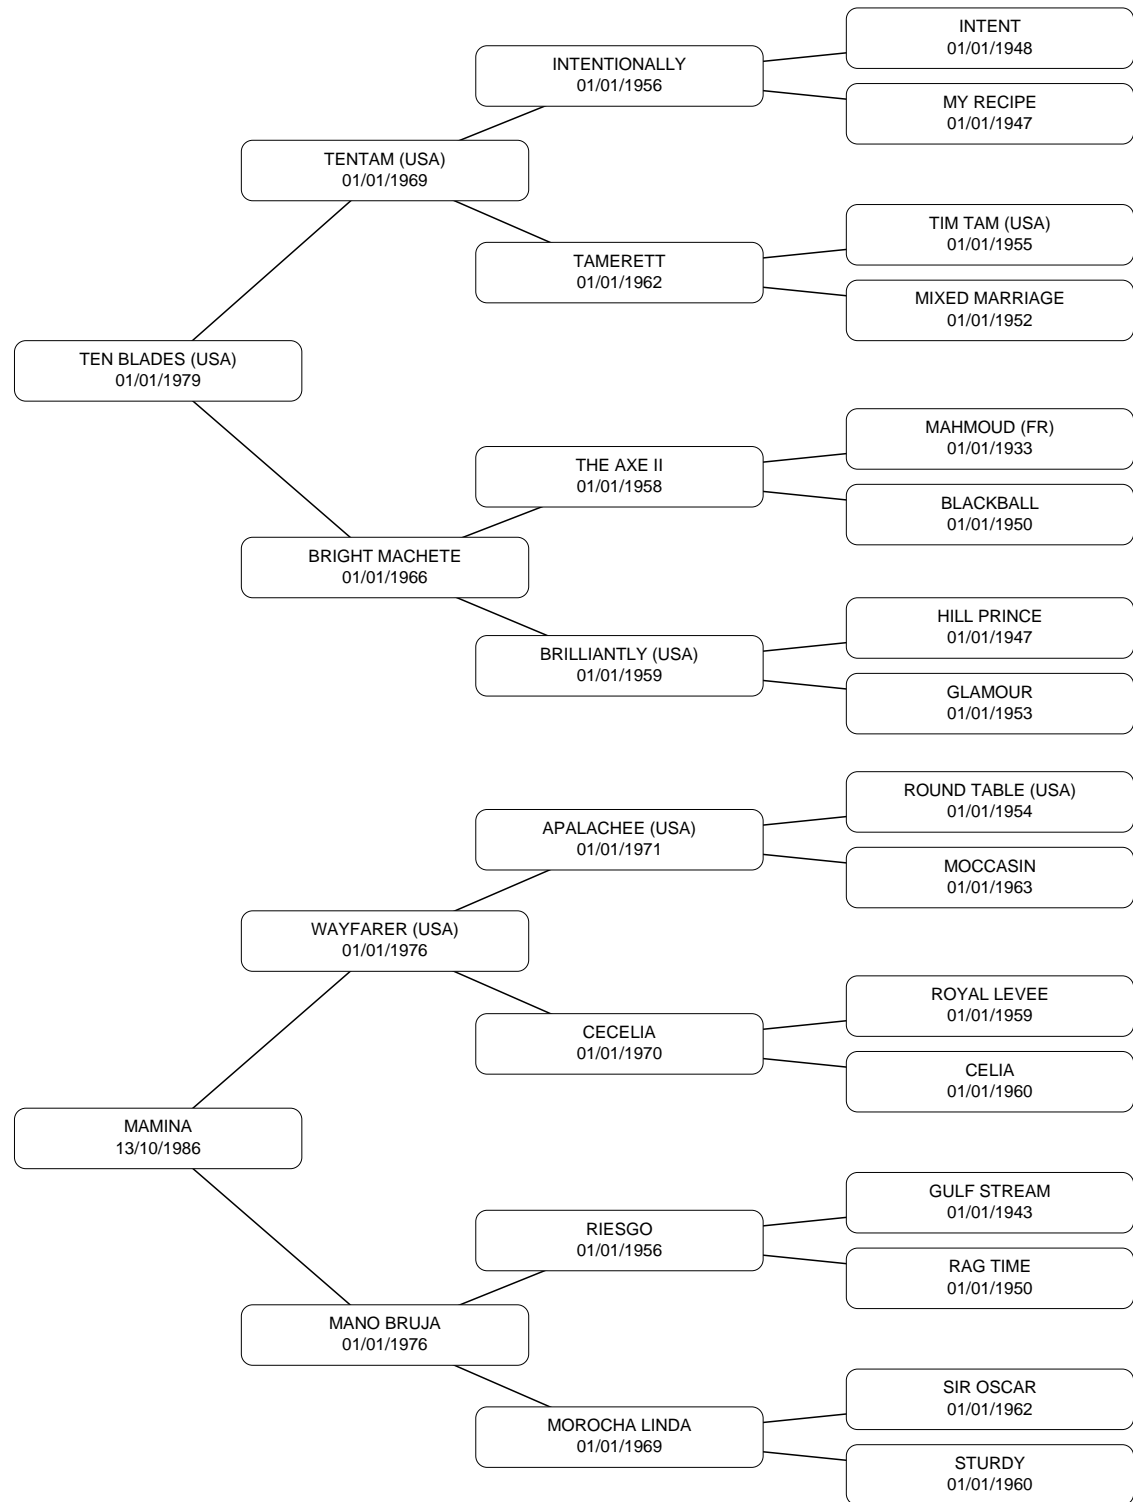 INTENT
01/01/1948
INTENTIONALLY
01/01/1956
MY RECIPE
01/01/1947
TENTAM (USA)
01/01/1969
TIM TAM (USA)
01/01/1955
TAMERETT
01/01/1962
MIXED MARRIAGE
01/01/1952
TEN BLADES (USA)
01/01/1979
MAHMOUD (FR)
01/01/1933
THE AXE II
01/01/1958
BLACKBALL
01/01/1950
BRIGHT MACHETE
01/01/1966
HILL PRINCE
01/01/1947
BRILLIANTLY (USA)
01/01/1959
GLAMOUR
01/01/1953
ROUND TABLE (USA)
01/01/1954
APALACHEE (USA)
01/01/1971
MOCCASIN
01/01/1963
WAYFARER (USA)
01/01/1976
ROYAL LEVEE
01/01/1959
CECELIA
01/01/1970
CELIA
01/01/1960
MAMINA
13/10/1986
GULF STREAM
01/01/1943
RIESGO
01/01/1956
RAG TIME
01/01/1950
MANO BRUJA
01/01/1976
SIR OSCAR
01/01/1962
MOROCHA LINDA
01/01/1969
STURDY
01/01/1960